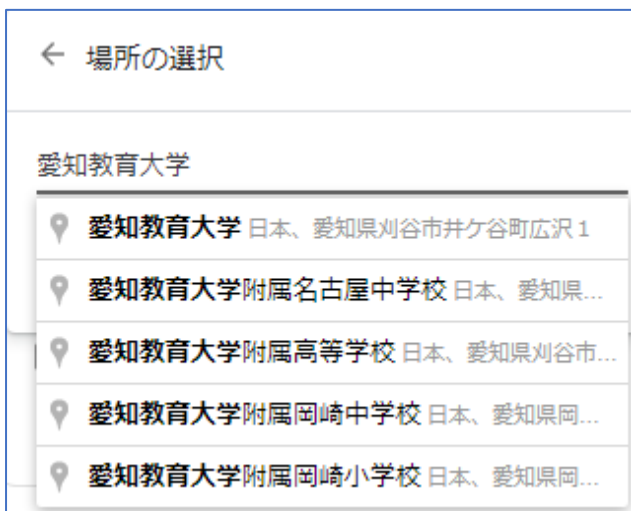 ← 場所の選択
愛知教育大学
愛知教育大学 日本、愛知県刈谷市井ケ谷町広沢1
愛知教育大学附属名古屋中学校 日本、愛知県...
愛知教育大学附属高等学校 日本、愛知県刈谷市...
愛知教育大学附属岡崎中学校 日本、愛知県岡...
愛知教育大学附属岡崎小学校 日本、愛知県岡...